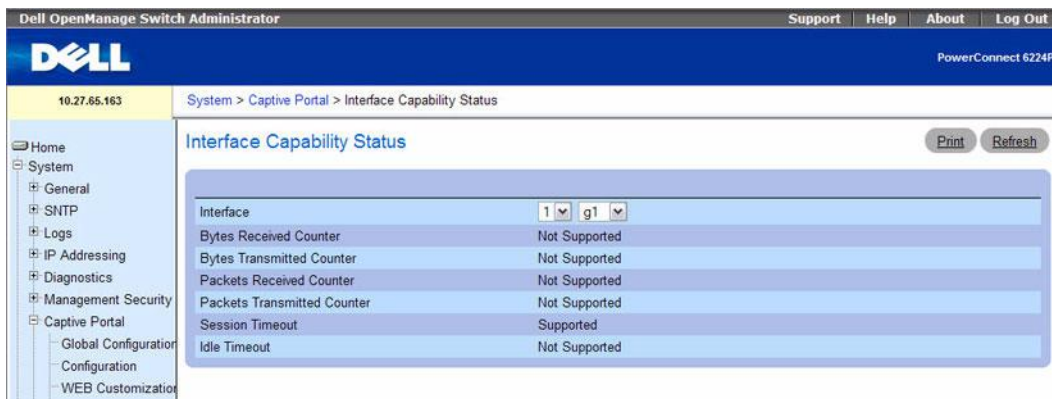 Dell OpenManage Switch Administrator
Support Help About Log Out
DELL
PowerConnect 6224P
10.27.65.163
System > Captive Portal > Interface Capability Status
Home
System
General
SNTP
Logs
IP Addressing
Diagnostics
Management Security
Captive Portal
Global Configuration
Configuration
WEB Customization
Interface Capability Status
Print Refresh
Interface 1 g1
Bytes Received Counter Not Supported
Bytes Transmitted Counter Not Supported
Packets Received Counter Not Supported
Packets Transmitted Counter Not Supported
Session Timeout Supported
Idle Timeout Not Supported